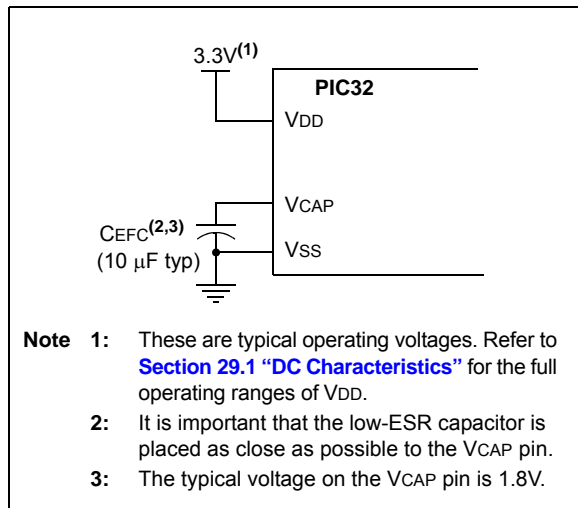 3.3V(1)
PIC32
VDD
VCAP
CEFC(2,3)
(10 μF typ)
VSS
Note 1: These are typical operating voltages. Refer to
Section 29.1 “DC Characteristics” for the full
operating ranges of VDD.
2: It is important that the low-ESR capacitor is
placed as close as possible to the VCAP pin.
3: The typical voltage on the VCAP pin is 1.8V.